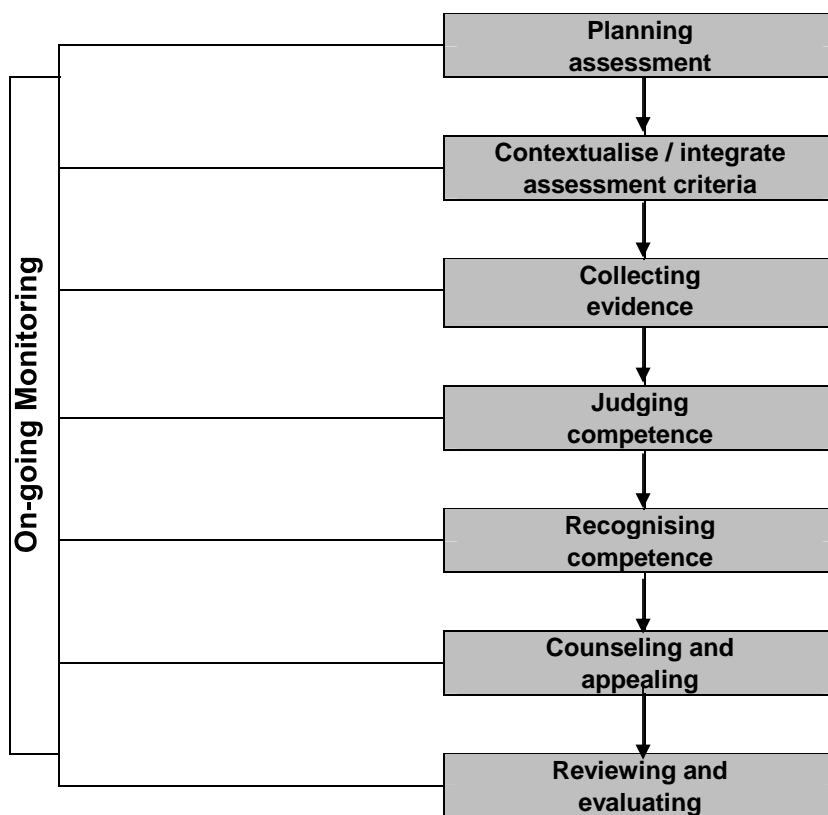 Planning
assessment
Contextualise / integrate
assessment criteria
Collecting
evidence
Judging
competence
Recognising
competence
Counseling and
appealing
Reviewing and
evaluating
On-going Monitoring